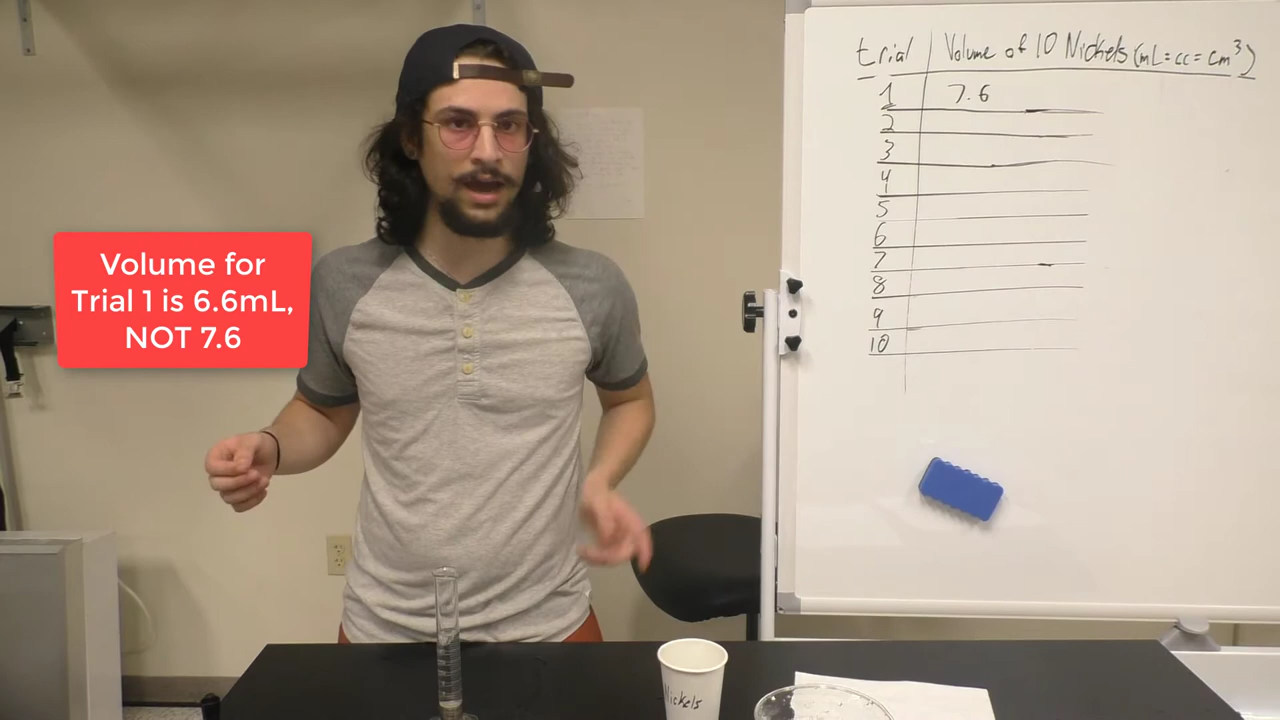 Volume for
Trial 1 is 6.6mL,
NOT 7.6
trial Volume of 10 Nickels (mL=cc=cm³)
1 7.6
2
3
4
5
6
7
8
9
10
Nickels